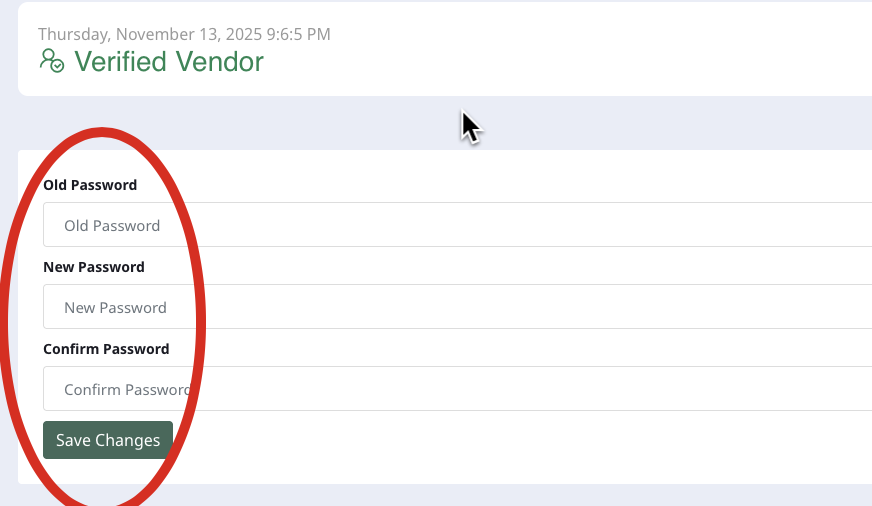 Thursday, November 13, 2025 9:6:5 PM
Verified Vendor
Old Password
Old Password
New Password
New Password
Confirm Password
Confirm Password
Save Changes